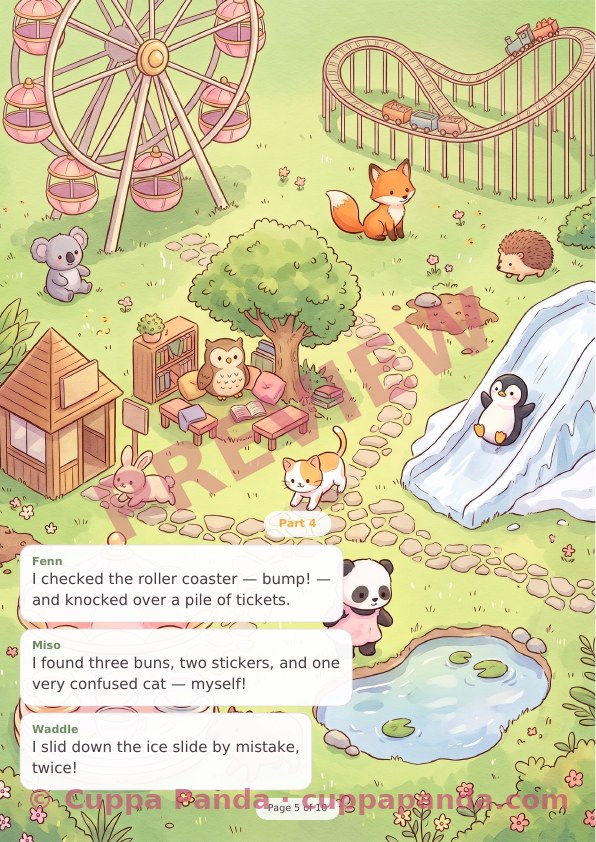 PREVIEW
Part 4
Fenn
I checked the roller coaster — bump! —
and knocked over a pile of tickets.
Miso
I found three buns, two stickers, and one
very confused cat — myself!
Waddle
I slid down the ice slide by mistake,
twice!
© Cuppa Panda · cuppapanda.com
Page 5 of 10